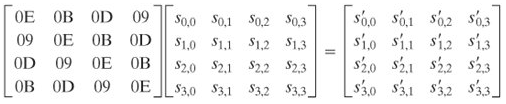 0E 0B 0D 09 s0,0 s0,1 s0,2 s0,3 s′0,0 s′0,1 s′0,2 s′0,3
09 0E 0B 0D s1,0 s1,1 s1,2 s1,3 = s′1,0 s′1,1 s′1,2 s′1,3
0D 09 0E 0B s2,0 s2,1 s2,2 s2,3 s′2,0 s′2,1 s′2,2 s′2,3
0B 0D 09 0E s3,0 s3,1 s3,2 s3,3 s′3,0 s′3,1 s′3,2 s′3,3